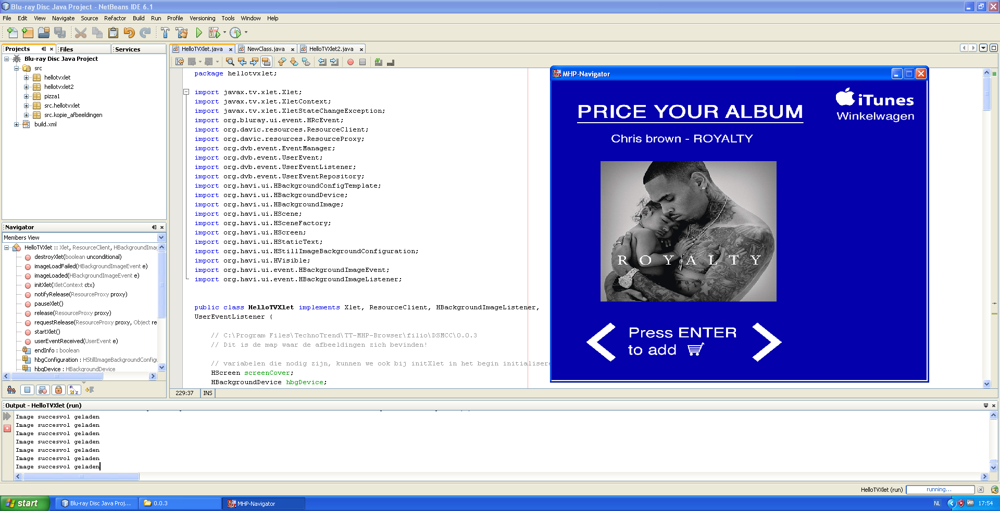 Blu-ray Disc Java Project - NetBeans IDE 6.1
File Edit View Navigate Source Refactor Build Run Profile Versioning Tools Window Help
Projects Files Services
Blu-ray Disc Java Project
src
hellotvxlet
hellotvxlet2
pizza1
src.hellotvxlet
src.kopie_afbeeldingen
build.xml
Navigator
Members View
HelloTVXlet :: Xlet, ResourceClient, HBackgroundImag
destroyXlet(boolean unconditional)
imageLoadFailed(HBackgroundImageEvent e)
imageLoaded(HBackgroundImageEvent e)
initXlet(XletContext ctx)
notifyRelease(ResourceProxy proxy)
pauseXlet()
release(ResourceProxy proxy)
requestRelease(ResourceProxy proxy, Object re
startXlet()
userEventReceived(UserEvent e)
endInfo : boolean
hbgConfiguration : HStillImageBackgroundConfigu
hbgDevice : HBackgroundDevice
HelloTVXlet.java NewClass.java HelloTVXlet2.java
package hellotvxlet;
import javax.tv.xlet.Xlet;
import javax.tv.xlet.XletContext;
import javax.tv.xlet.XletStateChangeException;
import org.bluray.ui.event.HRcEvent;
import org.davic.resources.ResourceClient;
import org.davic.resources.ResourceProxy;
import org.dvb.event.EventManager;
import org.dvb.event.UserEvent;
import org.dvb.event.UserEventListener;
import org.dvb.event.UserEventRepository;
import org.havi.ui.HBackgroundConfigTemplate;
import org.havi.ui.HBackgroundDevice;
import org.havi.ui.HBackgroundImage;
import org.havi.ui.HScene;
import org.havi.ui.HSceneFactory;
import org.havi.ui.HScreen;
import org.havi.ui.HStaticText;
import org.havi.ui.HStillImageBackgroundConfiguration;
import org.havi.ui.HVisible;
import org.havi.ui.event.HBackgroundImageEvent;
import org.havi.ui.event.HBackgroundImageListener;
public class HelloTVXlet implements Xlet, ResourceClient, HBackgroundImageListener,
UserEventListener {
// C:\Program Files\TechnoTrend\TT-MHP-Browser\filio\DSMCC\0.0.3
// Dit is de map waar de afbeeldingen zich bevinden!
// variabelen die nodig zijn, kunnen we ook bij initXlet in het begin initialisere
HScreen screenCover;
HBackgroundDevice hbgDevice;
229:37 INS
MHP-Navigator
iTunes
Winkelwagen
PRICE YOUR ALBUM
Chris brown - ROYALTY
ROYALTY
Press ENTER
to add
Output - HelloTVXlet (run)
Image succesvol geladen
Image succesvol geladen
Image succesvol geladen
Image succesvol geladen
Image succesvol geladen
Image succesvol geladen
Image succesvol geladen
HelloTVXlet (run) running...
start Blu-ray Disc Java Proj... 0.0.3 MHP-Navigator NL 17:54